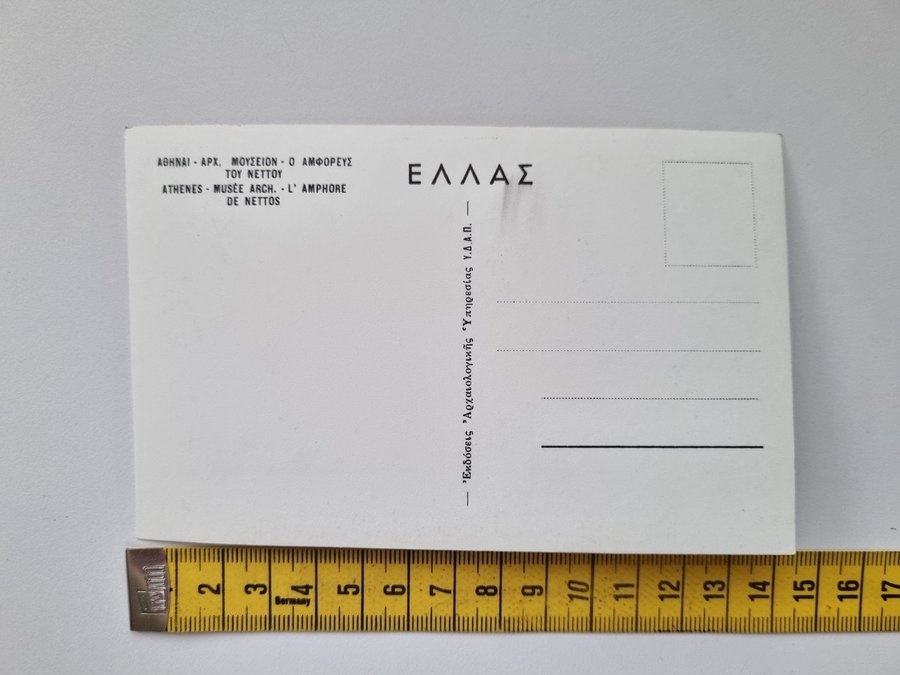 ΑΘΗΝΑΙ - ΑΡΧ. ΜΟΥΣΕΙΟΝ - Ο ΑΜΦΟΡΕΥΣ
ΤΟΥ ΝΕΤΤΟΥ
ATHENES - MUSÉE ARCH. - L' AMPHORE
DE NETTOS
ΕΛΛΑΣ
— Ἐκδόσεις Ἀρχαιολογικῆς Ὑπηρεσίας Υ.Δ.Α.Π. —
2 3 4 5 6 7 8 9 10 11 12 13 14 15 16 17
Germany